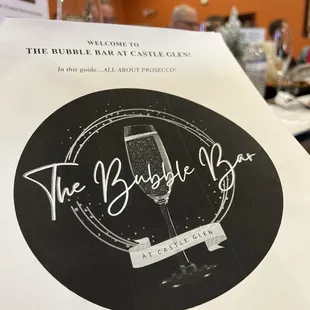 WELCOME TO
THE BUBBLE BAR AT CASTLE GLEN!
In this guide...ALL ABOUT PROSECCO!
The Bubble Bar
AT CASTLE GLEN